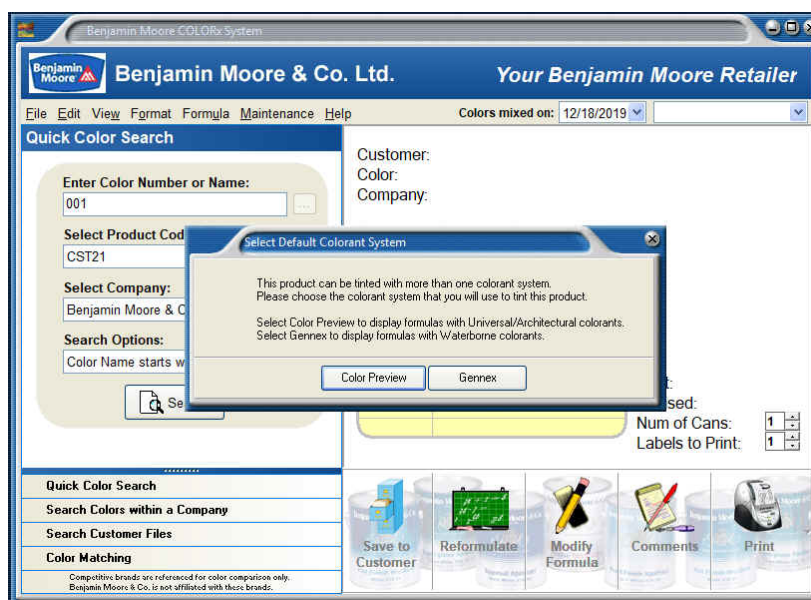 Benjamin Moore COLORx System
Benjamin Moore
Benjamin Moore & Co. Ltd.
Your Benjamin Moore Retailer
File Edit View Format Formula Maintenance Help
Colors mixed on: 12/18/2019
Quick Color Search
Enter Color Number or Name:
001
...
Select Product Cod
CST21
Select Company:
Benjamin Moore & C
Search Options:
Color Name starts w
Se
Customer:
Color:
Company:
Select Default Colorant System
This product can be tinted with more than one colorant system.
Please choose the colorant system that you will use to tint this product.
Select Color Preview to display formulas with Universal/Architectural colorants.
Select Gennex to display formulas with Waterborne colorants.
Color Preview
Gennex
t:
sed:
Num of Cans: 1
Labels to Print: 1
Quick Color Search
Search Colors within a Company
Search Customer Files
Color Matching
Competitive brands are referenced for color comparison only.
Benjamin Moore & Co. is not affiliated with these brands.
Save to Customer
Reformulate
Modify Formula
Comments
Print